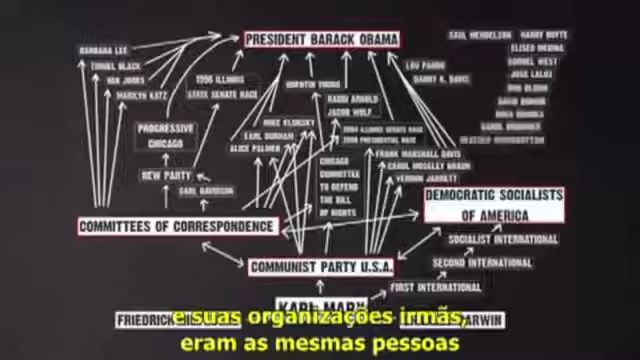 PRESIDENT BARACK OBAMA
BARBARA LEE
VAN JONES
MARILYN KATZ
1996 ILLINOIS
STATE SENATE RACE
QUENTIN YOUNG
RABBI ARNOLD
JACOB WOLF
LOU PARDO
DANNY K. DAVIS
SAUL MENDELSON
HARRY BOYTE
ELISEO MEDINA
CORNEL WEST
JOSE LALUZ
PROGRESSIVE
CHICAGO
MIKE KLONSKY
EARL DURHAM
ALICE PALMER
2004 ILLINOIS SENATE RACE
2008 PRESIDENTIAL RACE
FRANK MARSHALL DAVIS
CAROL MOSELEY BRAUN
VERNON JARRETT
CHICAGO
COMMITTEE
TO DEFEND
THE BILL
OF RIGHTS
NEW PARTY
CARL DAVIDSON
COMMITTEES OF CORRESPONDENCE
DEMOCRATIC SOCIALISTS
OF AMERICA
SOCIALIST INTERNATIONAL
SECOND INTERNATIONAL
FIRST INTERNATIONAL
COMMUNIST PARTY U.S.A.
KARL MARX
e suas organizações irmãs,
eram as mesmas pessoas